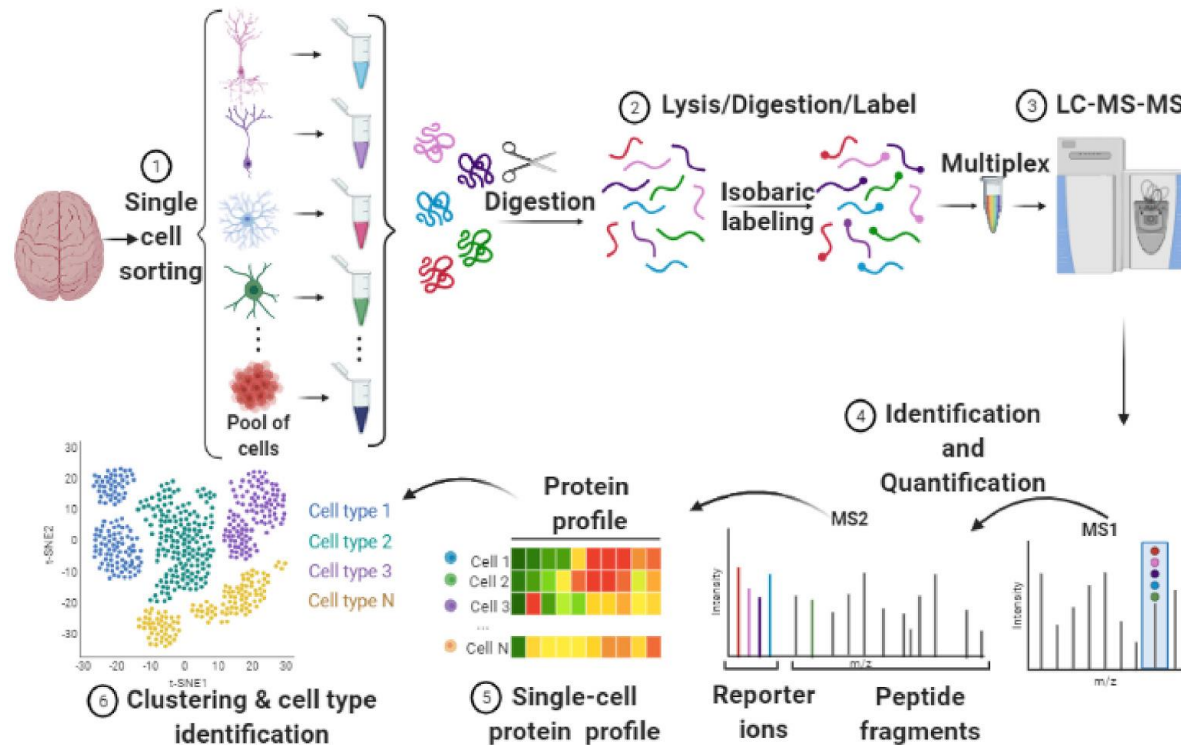 1
Single
cell
sorting
Pool of
cells
2 Lysis/Digestion/Label
Digestion
Isobaric
labeling
Multiplex
3 LC-MS-MS
4 Identification
and
Quantification
MS1
Intensity
m/z
MS2
Intensity
m/z
Reporter
ions
Peptide
fragments
Protein
profile
Cell 1
Cell 2
Cell 3
...
Cell N
5 Single-cell
protein profile
30
20
10
0
-10
-20
-30
t-SNE2
-30 -20 -10 0 10 20 30
t-SNE1
Cell type 1
Cell type 2
Cell type 3
Cell type N
6 Clustering & cell type
identification